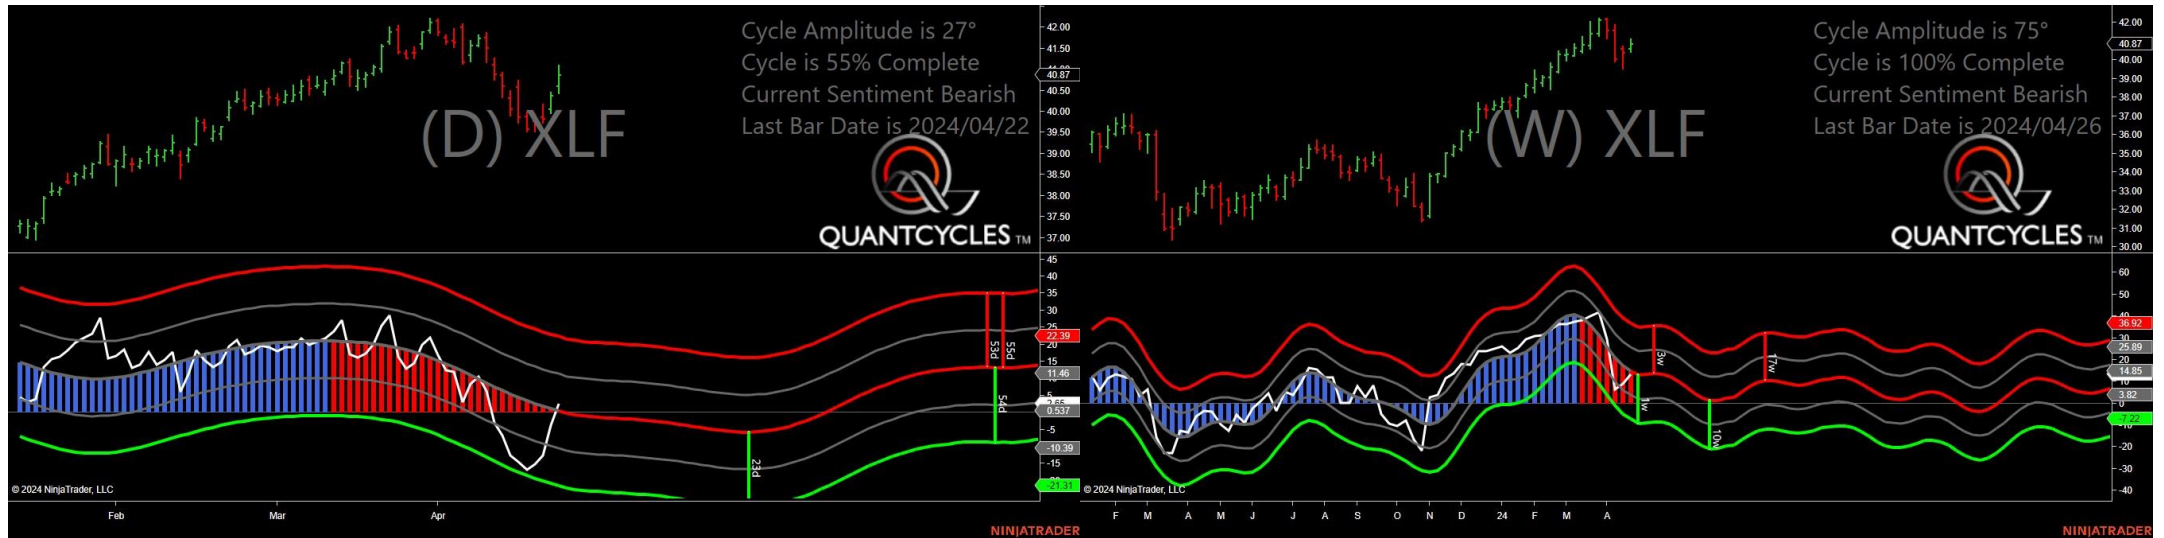 Cycle Amplitude is 27°
Cycle is 55% Complete
Current Sentiment Bearish
Last Bar Date is 2024/04/22
(D) XLF
QUANTCYCLES TM
42.00
41.50
40.87
40.50
40.00
39.50
39.00
38.50
38.00
37.50
37.00
45
40
35
30
25
22.39
20
15
11.46
5
2.66
0.537
-5
-10.39
-15
-21.31
53d
55d
54d
23d
© 2024 NinjaTrader, LLC
Feb
Mar
Apr
NINJATRADER
Cycle Amplitude is 75°
Cycle is 100% Complete
Current Sentiment Bearish
Last Bar Date is 2024/04/26
(W) XLF
QUANTCYCLES TM
42.00
40.87
40.00
39.00
38.00
37.00
36.00
35.00
34.00
33.00
32.00
31.00
30.00
60
50
40
36.92
25.89
20
14.85
10
3.82
0
-7.22
-10
-20
-30
-40
3w
17w
1w
10w
© 2024 NinjaTrader, LLC
F
M
A
M
J
J
A
S
O
N
D
24
F
M
A
NINJATRADER